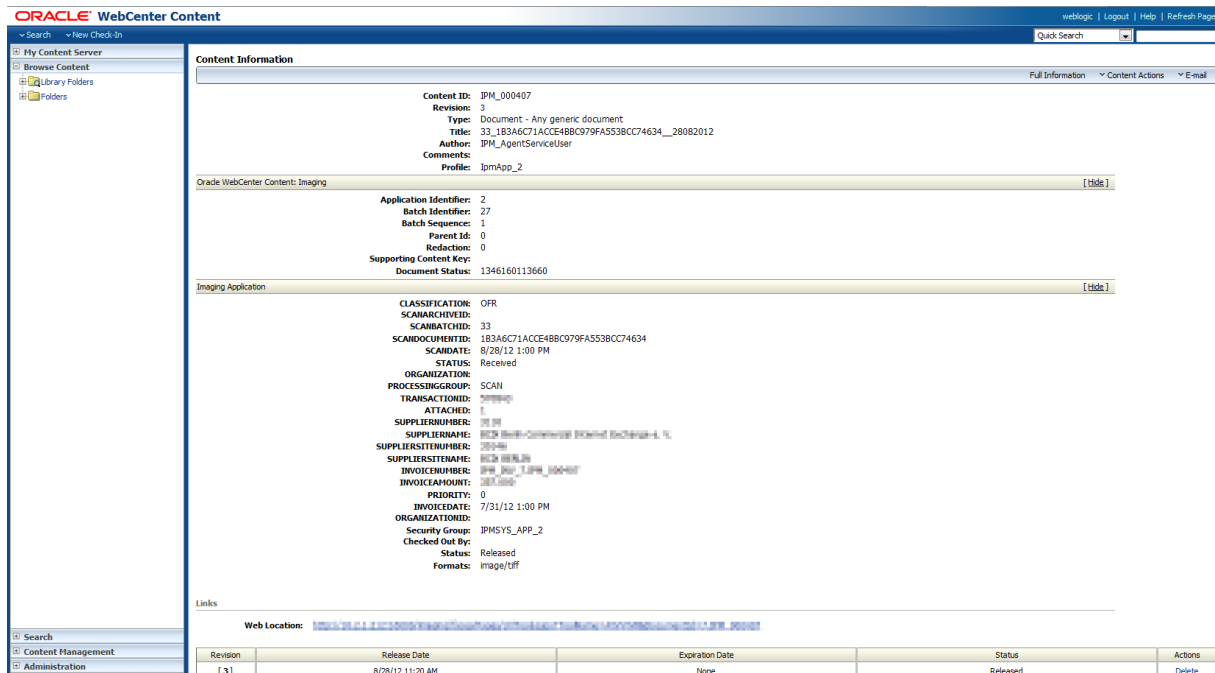 ORACLE WebCenter Content
weblogic | Logout | Help | Refresh Page
Search New Check-In
Quick Search
My Content Server
Browse Content
Library Folders
Folders
Content Information
Full Information Content Actions E-mail
Content ID: IPM_000407
Revision: 3
Type: Document - Any generic document
Title: 33_1B3A6C71ACCE4BBC979FA553BCC74634__28082012
Author: IPM_AgentServiceUser
Comments:
Profile: IpmApp_2
Oracle WebCenter Content: Imaging [ Hide ]
Application Identifier: 2
Batch Identifier: 27
Batch Sequence: 1
Parent Id: 0
Redaction: 0
Supporting Content Key:
Document Status: 1346160113660
Imaging Application [ Hide ]
CLASSIFICATION: OFR
SCANARCHIVEID:
SCANBATCHID: 33
SCANDOCUMENTID: 1B3A6C71ACCE4BBC979FA553BCC74634
SCANDATE: 8/28/12 1:00 PM
STATUS: Received
ORGANIZATION:
PROCESSINGGROUP: SCAN
TRANSACTIONID:
ATTACHED:
SUPPLIERNUMBER:
SUPPLIERNAME:
SUPPLIERSITENUMBER:
SUPPLIERSITENAME:
INVOICENUMBER:
INVOICEAMOUNT:
PRIORITY: 0
INVOICEDATE: 7/31/12 1:00 PM
ORGANIZATIONID:
Security Group: IPMSYS_APP_2
Checked Out By:
Status: Released
Formats: image/tiff
Links
Web Location:
Search
Content Management
Administration
Revision Release Date Expiration Date Status Actions
[ 3 ] 8/28/12 11:20 AM None Released Delete